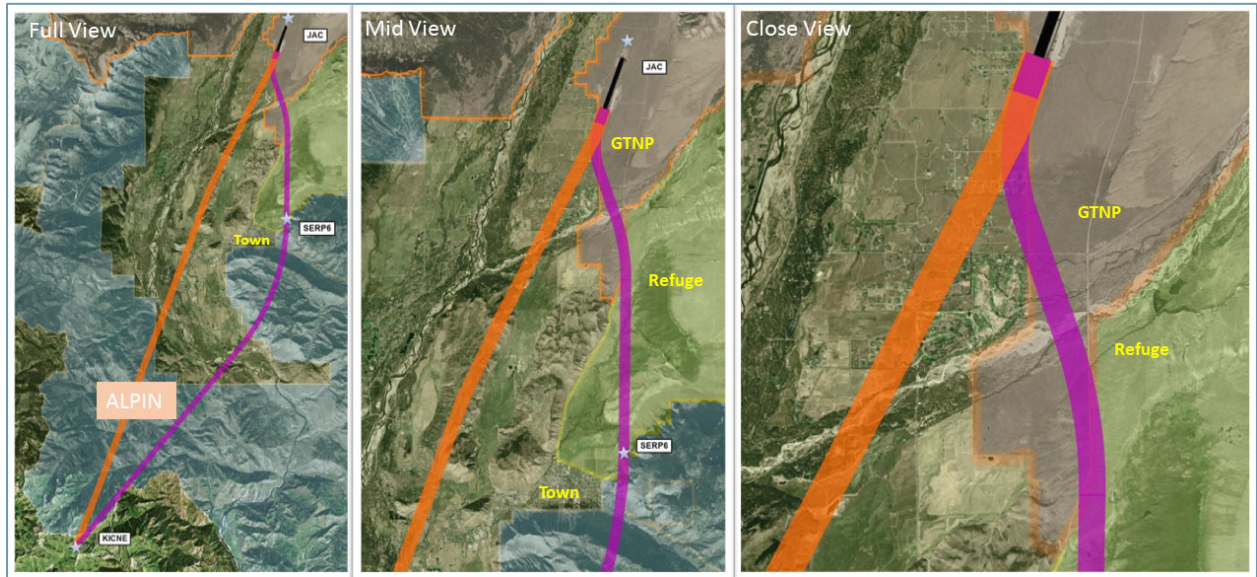 Full View
JAC
SERP6
Town
ALPIN
KICNE
Mid View
JAC
GTNP
Refuge
SERP6
Town
Close View
GTNP
Refuge